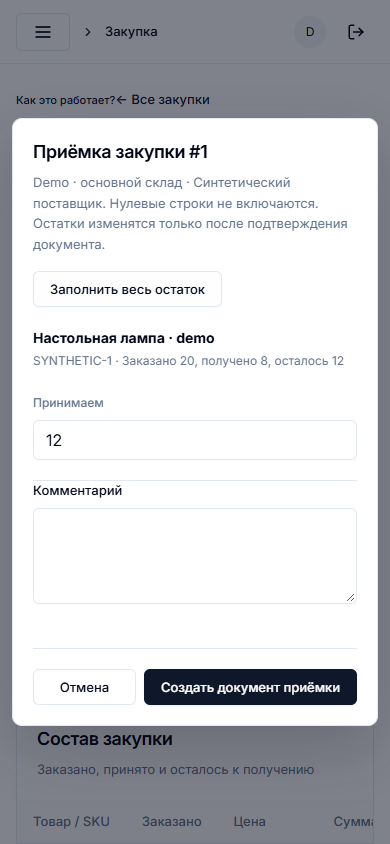 Закупка
D
Как это работает?← Все закупки
Приёмка закупки #1
Demo · основной склад · Синтетический
поставщик. Нулевые строки не включаются.
Остатки изменятся только после подтверждения
документа.
Заполнить весь остаток
Настольная лампа · demo
SYNTHETIC-1 · Заказано 20, получено 8, осталось 12
Принимаем
12
Комментарий
Отмена
Создать документ приёмки
Состав закупки
Заказано, принято и осталось к получению
Товар / SKU Заказано Цена Сумма